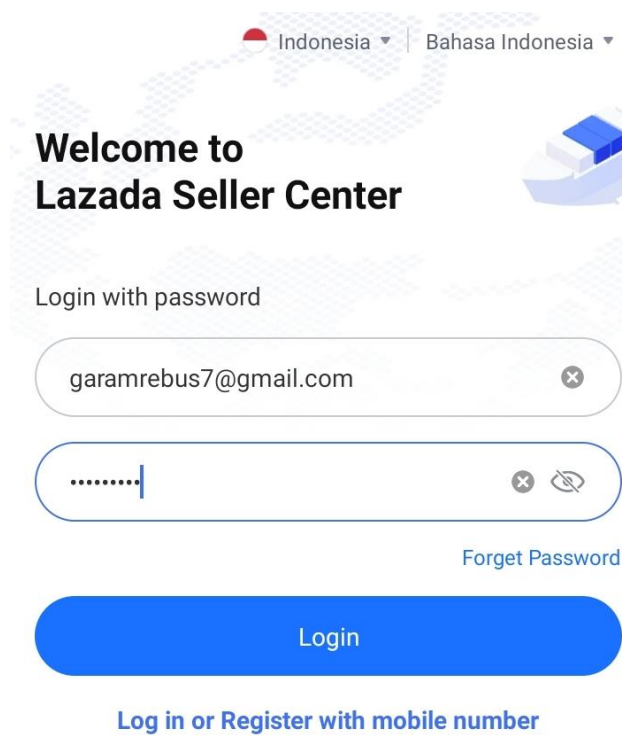 Indonesia Bahasa Indonesia
Welcome to
Lazada Seller Center
Login with password
garamrebus7@gmail.com
•••••••••
Forget Password
Login
Log in or Register with mobile number